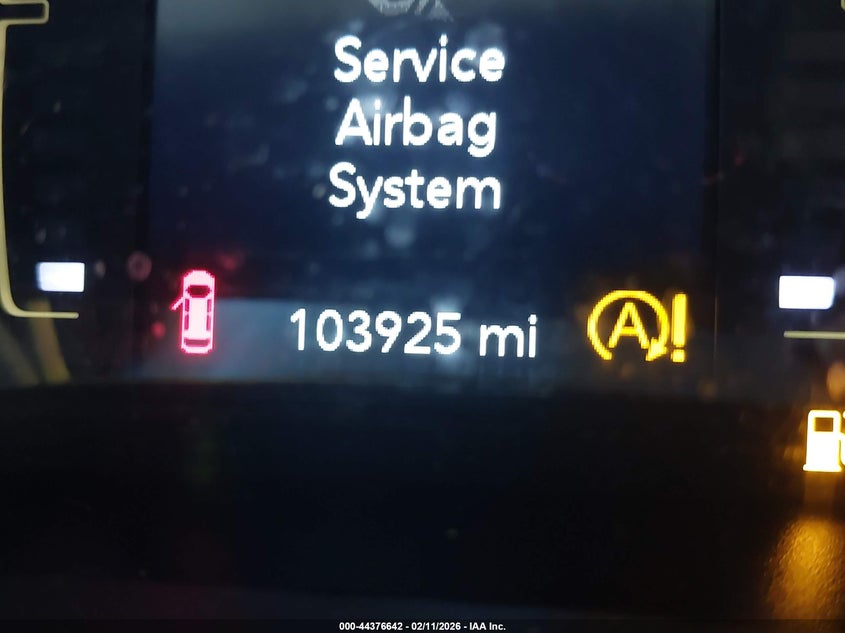 Service
Airbag
System
103925 mi
A!
000-44376642 - 02/11/2026 - IAA Inc.